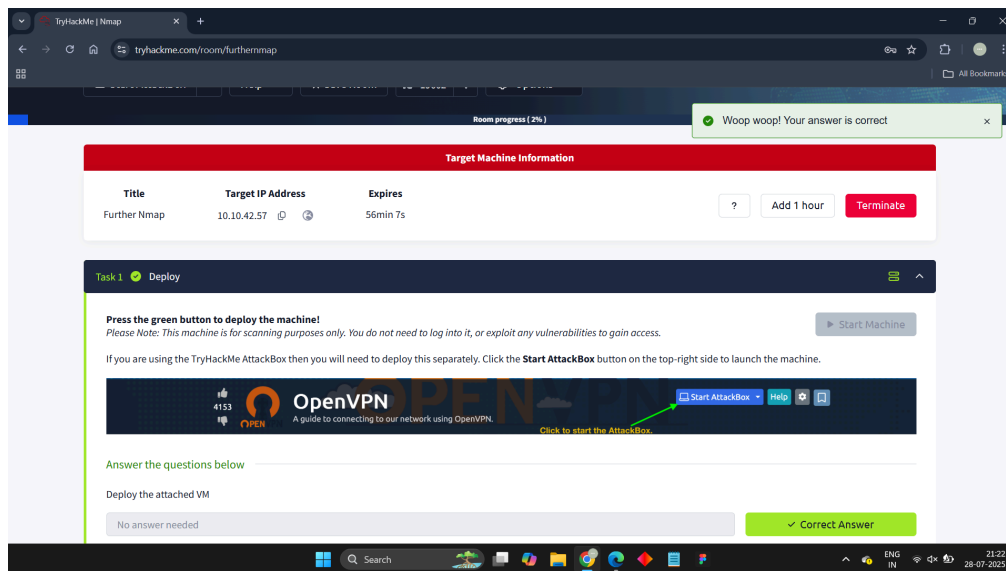 TryHackMe | Nmap
tryhackme.com/room/furthernmap
All Bookmark
Room progress ( 2% )
Woop woop! Your answer is correct
Target Machine Information
Title Target IP Address Expires
Further Nmap 10.10.42.57 56min 7s
? Add 1 hour Terminate
Task 1 Deploy
Press the green button to deploy the machine!
Please Note: This machine is for scanning purposes only. You do not need to log into it, or exploit any vulnerabilities to gain access.
Start Machine
If you are using the TryHackMe AttackBox then you will need to deploy this separately. Click the Start AttackBox button on the top-right side to launch the machine.
4153
OPEN
OpenVPN
A guide to connecting to our network using OpenVPN.
OPENVPN
Start AttackBox Help
Click to start the AttackBox.
Answer the questions below
Deploy the attached VM
No answer needed
Correct Answer
Search
ENG
IN
21:22
28-07-2025